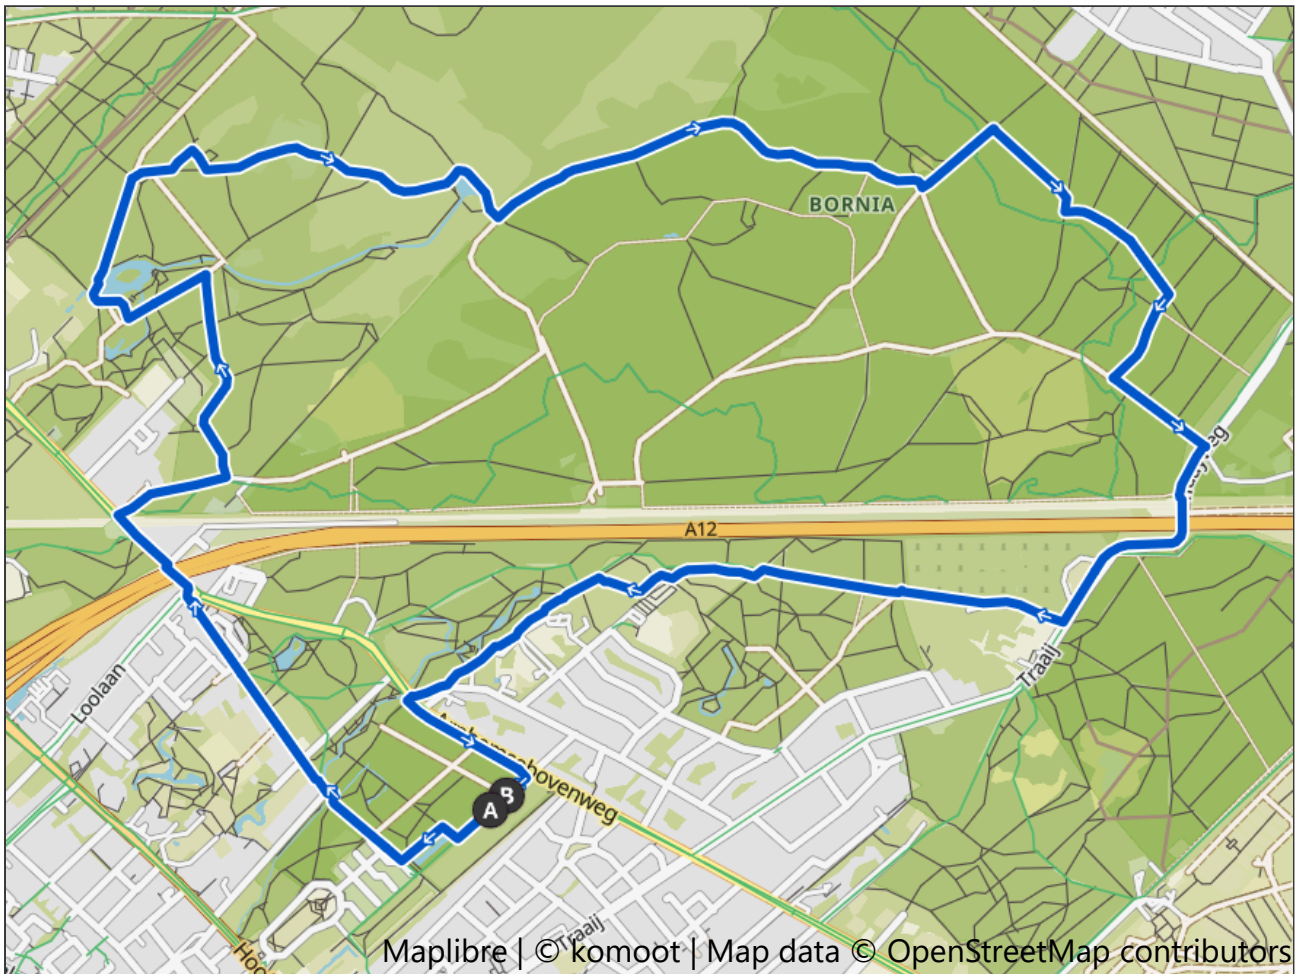 BORNIA
A12
Loolaan
Traaij
B
A
Traaij
Maplibre | © komoot | Map data © OpenStreetMap contributors